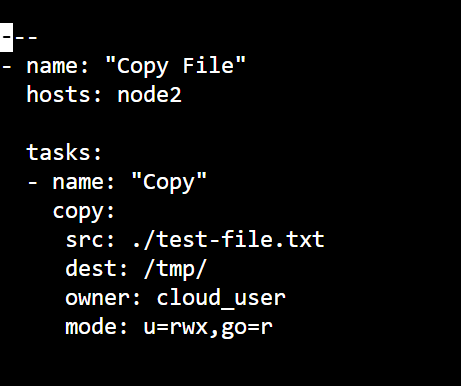 ---
- name: "Copy File"
  hosts: node2

  tasks:
  - name: "Copy"
    copy:
     src: ./test-file.txt
     dest: /tmp/
     owner: cloud_user
     mode: u=rwx,go=r